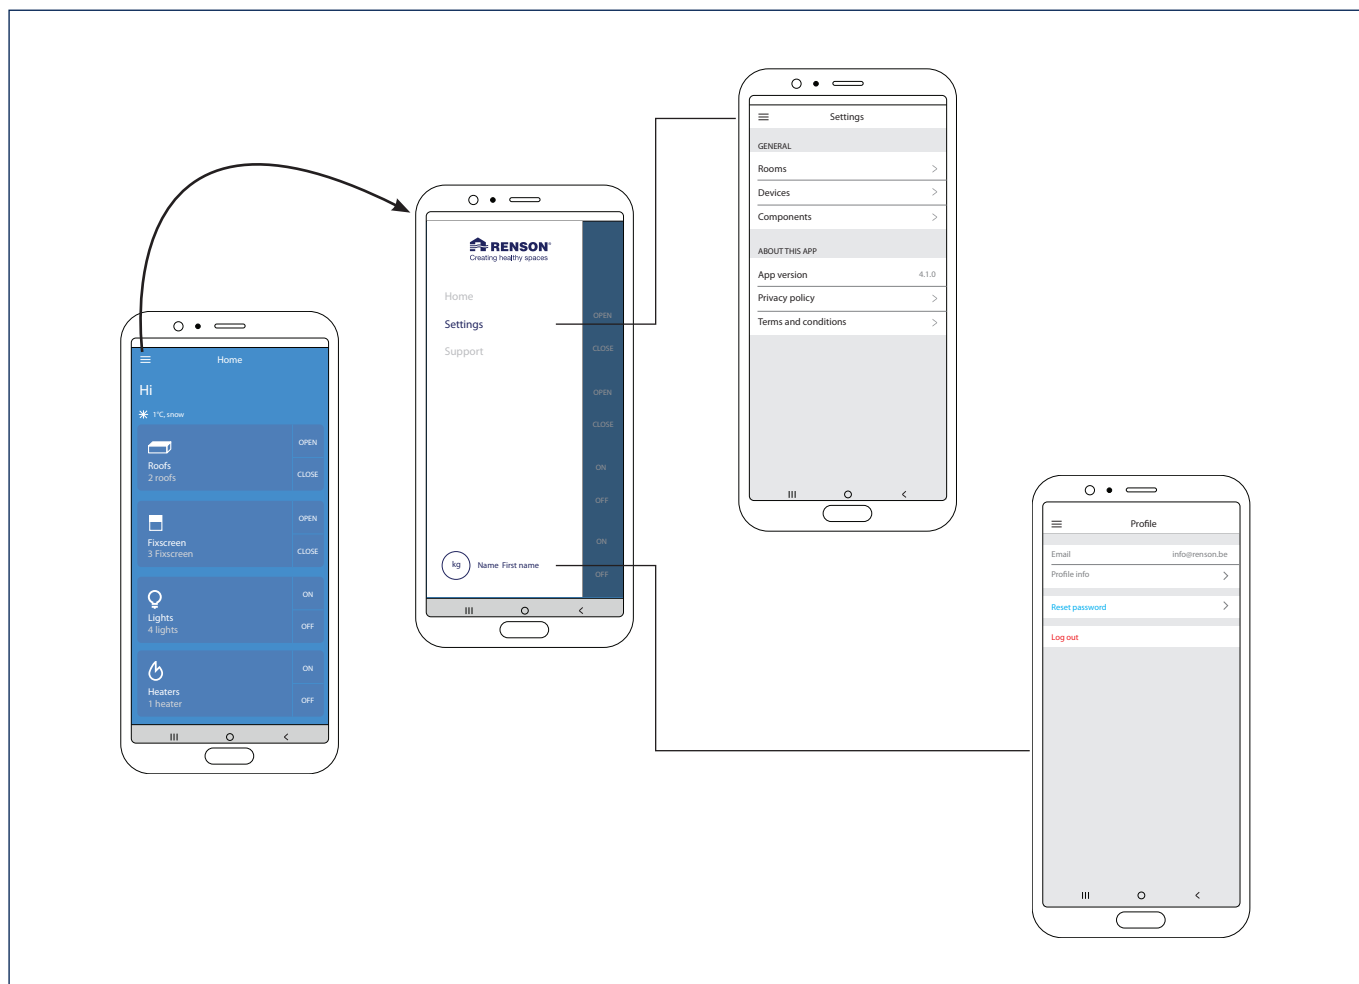 Home
Hi
1°C, snow
Roofs
2 roofs
OPEN
CLOSE
Fixscreen
3 Fixscreen
OPEN
CLOSE
Lights
4 lights
ON
OFF
Heaters
1 heater
ON
OFF
RENSON®
Creating healthy spaces
Home
Settings
Support
kg
Name First name
OPEN
CLOSE
OPEN
CLOSE
ON
OFF
ON
OFF
Settings
GENERAL
Rooms
Devices
Components
ABOUT THIS APP
App version 4.1.0
Privacy policy
Terms and conditions
Profile
Email info@renson.be
Profile info
Reset password
Log out